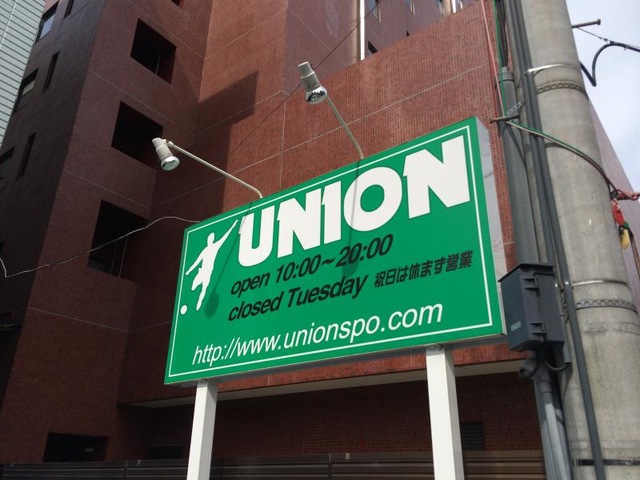 UNION
open 10:00~20:00
closed Tuesday 祝日は休まず営業
http://www.unionspo.com